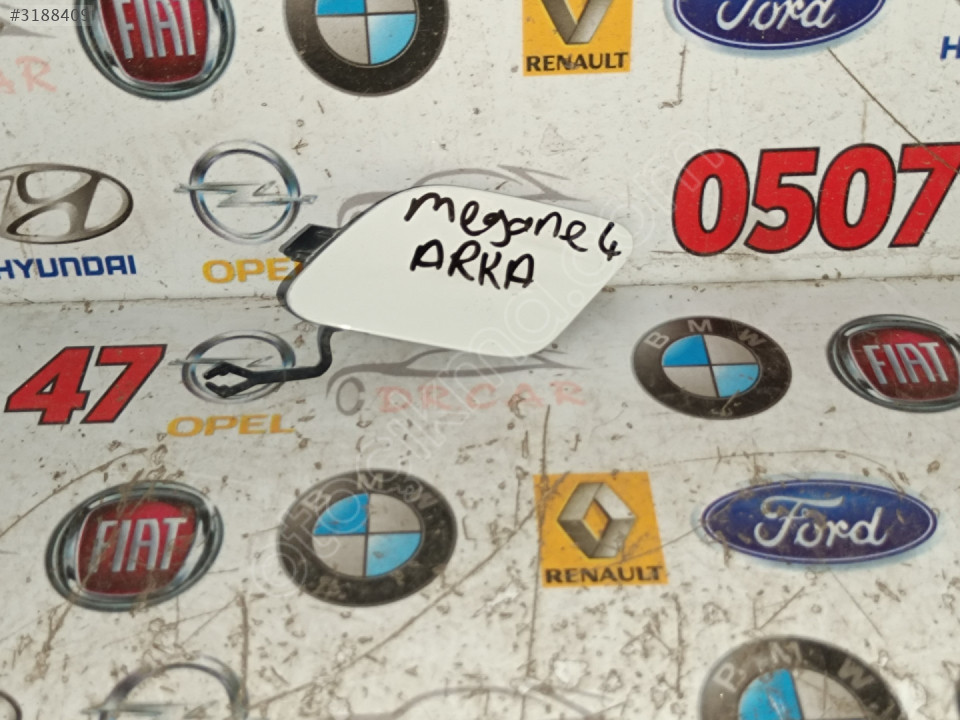 #3188409
FIAT
RENAULT
Ford
HYUNDAI
OPEL
0507
megane 4
ARKA
47
OPEL
DRCAR
BMW
FIAT
FIAT
BMW
RENAULT
Ford
BMW